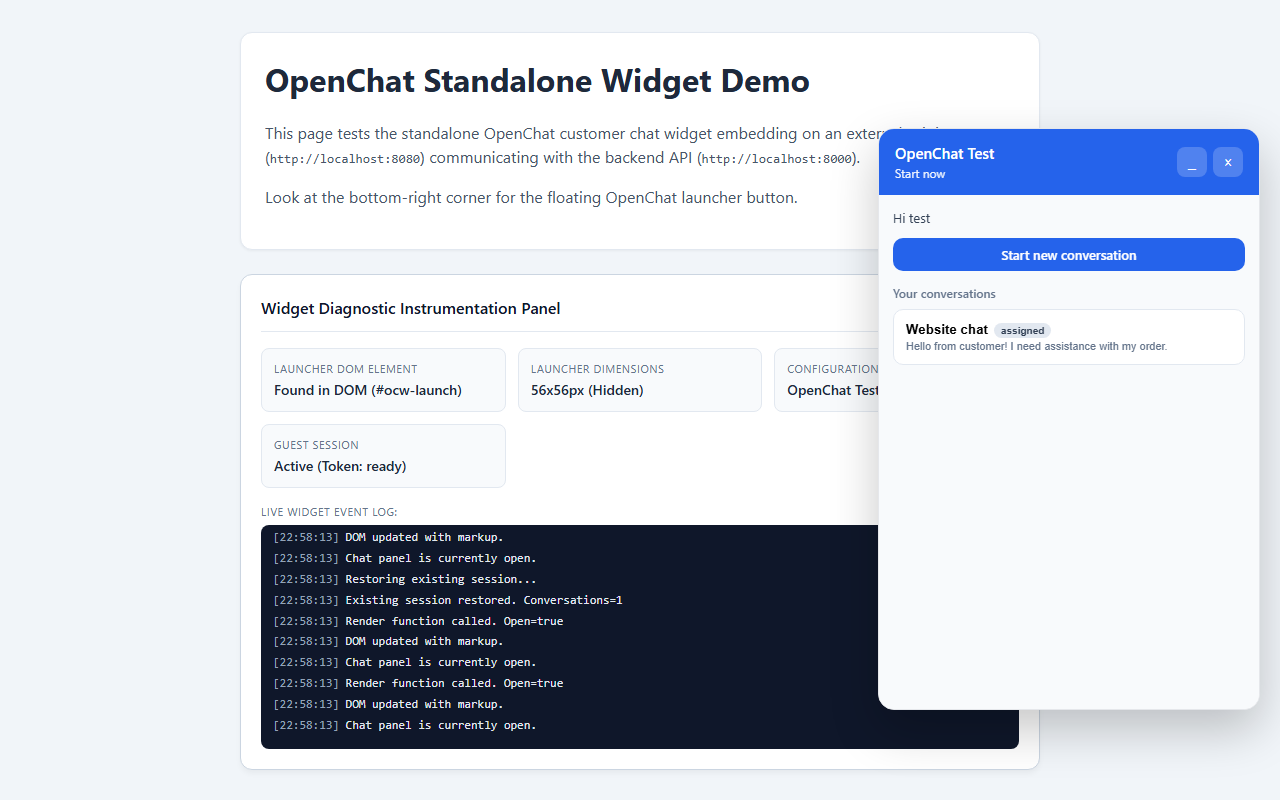 OpenChat Standalone Widget Demo
This page tests the standalone OpenChat customer chat widget embedding on an
(http://localhost:8080) communicating with the backend API (http://localhost:8000).
Look at the bottom-right corner for the floating OpenChat launcher button.
Widget Diagnostic Instrumentation Panel
LAUNCHER DOM ELEMENT
Found in DOM (#ocw-launch)
LAUNCHER DIMENSIONS
56x56px (Hidden)
CONFIGURATION
OpenChat Test
GUEST SESSION
Active (Token: ready)
LIVE WIDGET EVENT LOG:
[22:58:13] DOM updated with markup.
[22:58:13] Chat panel is currently open.
[22:58:13] Restoring existing session...
[22:58:13] Existing session restored. Conversations=1
[22:58:13] Render function called. Open=true
[22:58:13] DOM updated with markup.
[22:58:13] Chat panel is currently open.
[22:58:13] Render function called. Open=true
[22:58:13] DOM updated with markup.
[22:58:13] Chat panel is currently open.
OpenChat Test
Start now
_ ×
Hi test
Start new conversation
Your conversations
Website chat assigned
Hello from customer! I need assistance with my order.